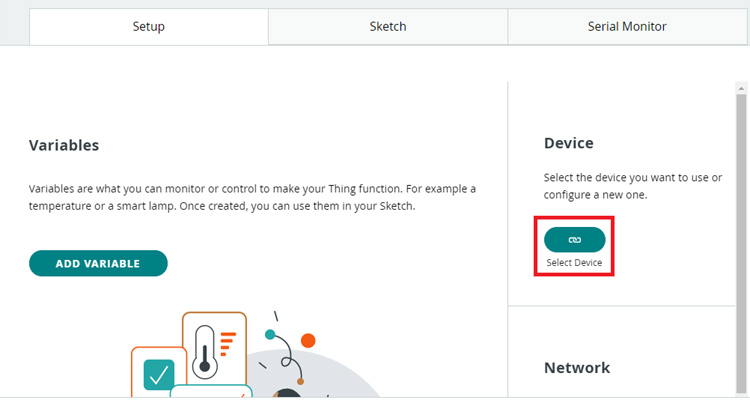 Setup
Sketch
Serial Monitor
Variables
Variables are what you can monitor or control to make your Thing function. For example a
temperature or a smart lamp. Once created, you can use them in your Sketch.
ADD VARIABLE
Device
Select the device you want to use or
configure a new one.
Select Device
Network